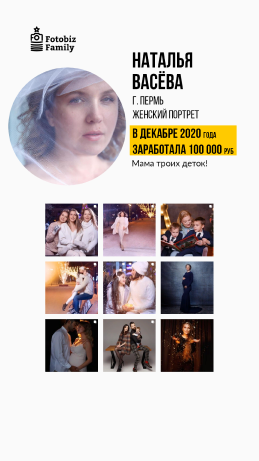 Fotobiz
Family
НАТАЛЬЯ
ВАСЁВА
Г. ПЕРМЬ
ЖЕНСКИЙ ПОРТРЕТ
В ДЕКАБРЕ 2020 ГОДА
ЗАРАБОТАЛА 100 000 РУБ
Мама троих деток!